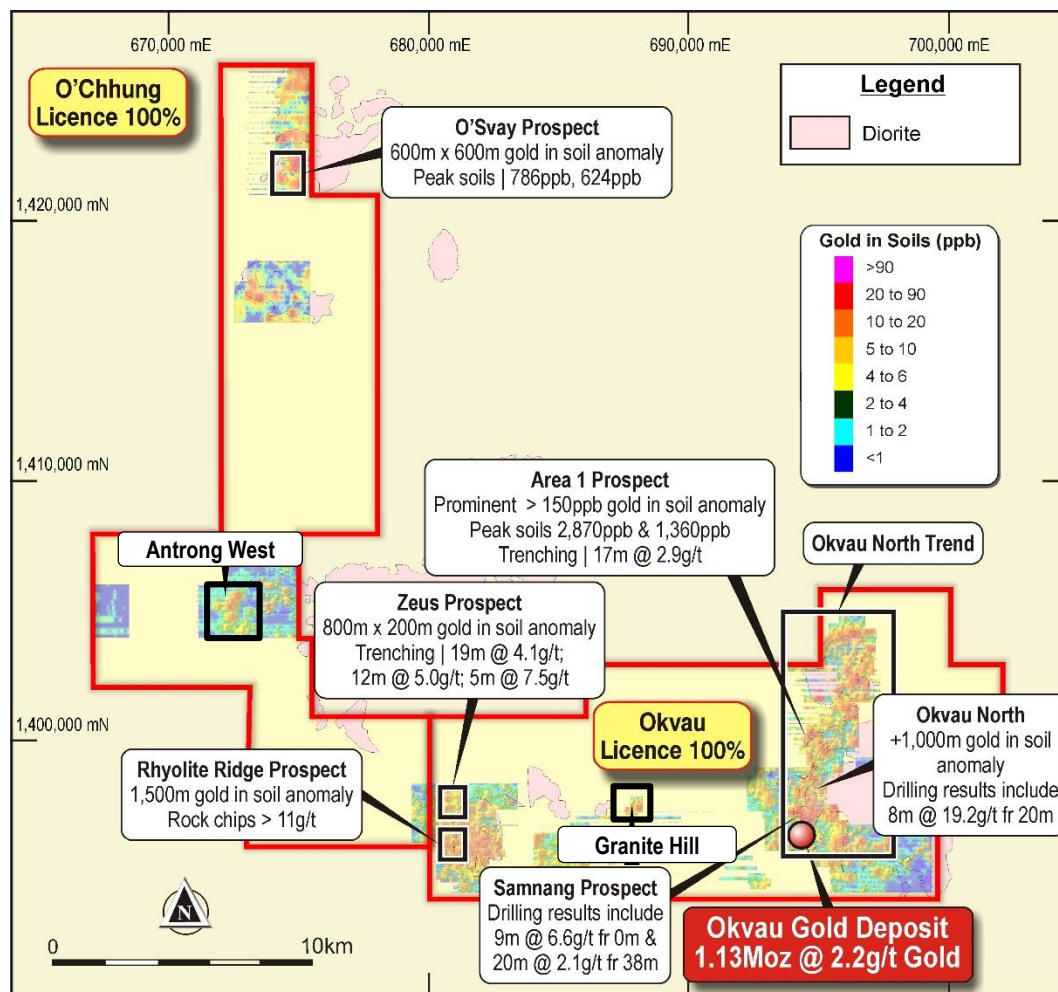 670,000 mE
680,000 mE
690,000 mE
700,000 mE
O'Chhung
Licence 100%
Legend
Diorite
O'Svay Prospect
600m x 600m gold in soil anomaly
Peak soils | 786ppb, 624ppb
1,420,000 mN
Gold in Soils (ppb)
>90
20 to 90
10 to 20
5 to 10
4 to 6
2 to 4
1 to 2
<1
1,410,000 mN
Area 1 Prospect
Prominent > 150ppb gold in soil anomaly
Peak soils 2,870ppb & 1,360ppb
Trenching | 17m @ 2.9g/t
Antrong West
Okvau North Trend
Zeus Prospect
800m x 200m gold in soil anomaly
Trenching | 19m @ 4.1g/t;
12m @ 5.0g/t; 5m @ 7.5g/t
1,400,000 mN
Okvau
Licence 100%
Okvau North
+1,000m gold in soil
anomaly
Drilling results include
8m @ 19.2g/t fr 20m
Rhyolite Ridge Prospect
1,500m gold in soil anomaly
Rock chips > 11g/t
Granite Hill
Samnang Prospect
Drilling results include
9m @ 6.6g/t fr 0m &
20m @ 2.1g/t fr 38m
Okvau Gold Deposit
1.13Moz @ 2.2g/t Gold
N
0
10km